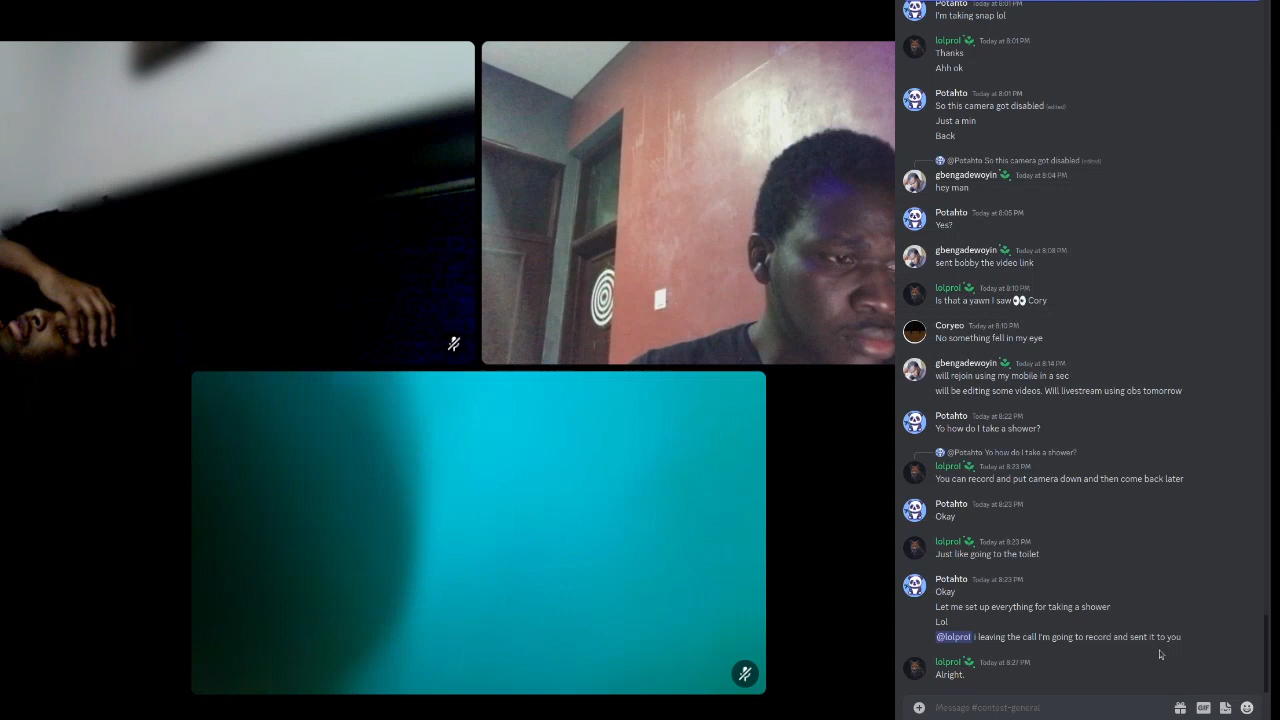 Potahto Today at 8:01 PM
I'm taking snap lol
lolprol Today at 8:01 PM
Thanks
Ahh ok
Potahto Today at 8:01 PM
So this camera got disabled (edited)
Just a min
Back
@Potahto So this camera got disabled (edited)
gbengadewoyin Today at 8:04 PM
hey man
Potahto Today at 8:05 PM
Yes?
gbengadewoyin Today at 8:08 PM
sent bobby the video link
lolprol Today at 8:10 PM
Is that a yawn I saw 👀 Cory
Coryeo Today at 8:10 PM
No something fell in my eye
gbengadewoyin Today at 8:14 PM
will rejoin using my mobile in a sec
will be editing some videos. Will livestream using obs tomorrow
Potahto Today at 8:22 PM
Yo how do I take a shower?
@Potahto Yo how do I take a shower?
lolprol Today at 8:23 PM
You can record and put camera down and then come back later
Potahto Today at 8:23 PM
Okay
lolprol Today at 8:23 PM
Just like going to the toilet
Potahto Today at 8:23 PM
Okay
Let me set up everything for taking a shower
Lol
@lolprol i leaving the call I'm going to record and sent it to you
lolprol Today at 8:27 PM
Alright.
Message #contest-general
GIF